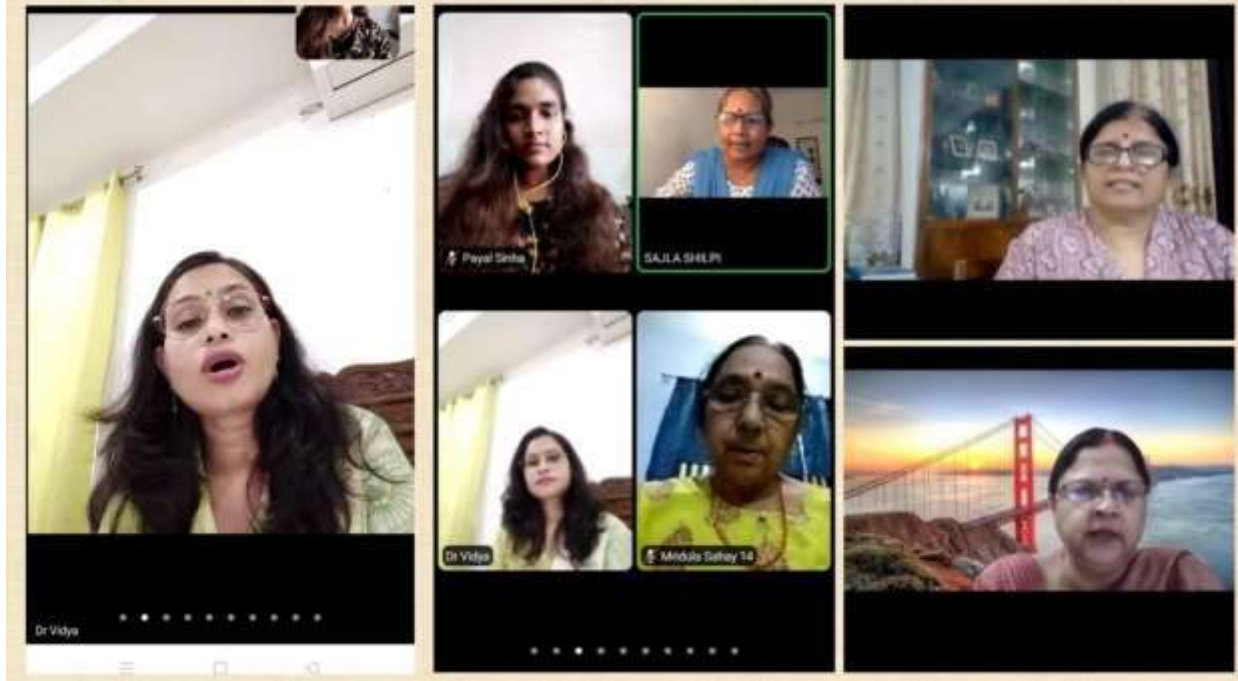 Dr Vidya
Payal Sinha
SAJLA SHILPI
Dr Vidya
Mridula Sahay 14